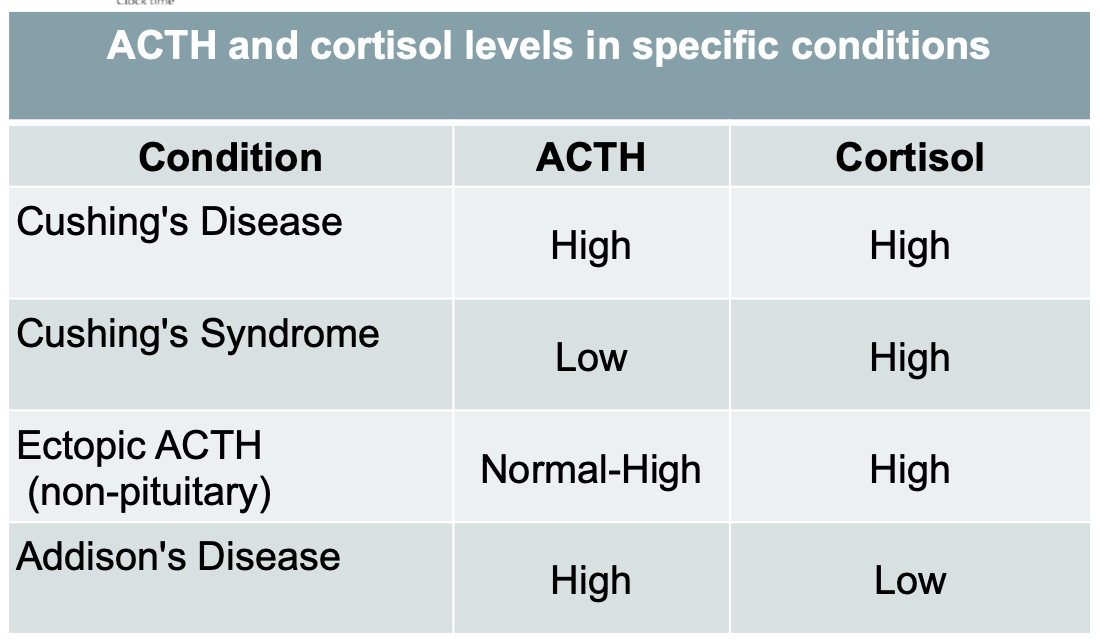 Clock time
ACTH and cortisol levels in specific conditions
Condition ACTH Cortisol
Cushing's Disease High High
Cushing's Syndrome Low High
Ectopic ACTH
(non-pituitary) Normal-High High
Addison's Disease High Low